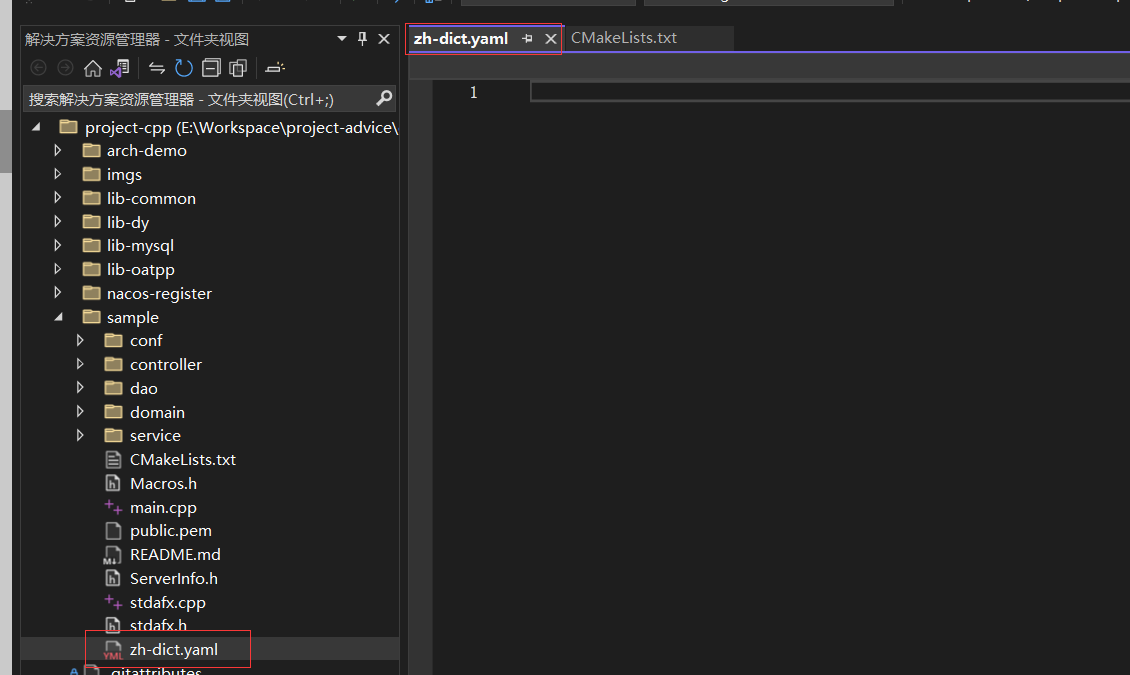 解决方案资源管理器 - 文件夹视图
搜索解决方案资源管理器 - 文件夹视图(Ctrl+;)
project-cpp (E:\Workspace\project-advice\
arch-demo
imgs
lib-common
lib-dy
lib-mysql
lib-oatpp
nacos-register
sample
conf
controller
dao
domain
service
CMakeLists.txt
Macros.h
main.cpp
public.pem
README.md
ServerInfo.h
stdafx.cpp
stdafx.h
zh-dict.yaml
.gitattributes
zh-dict.yaml
CMakeLists.txt
1